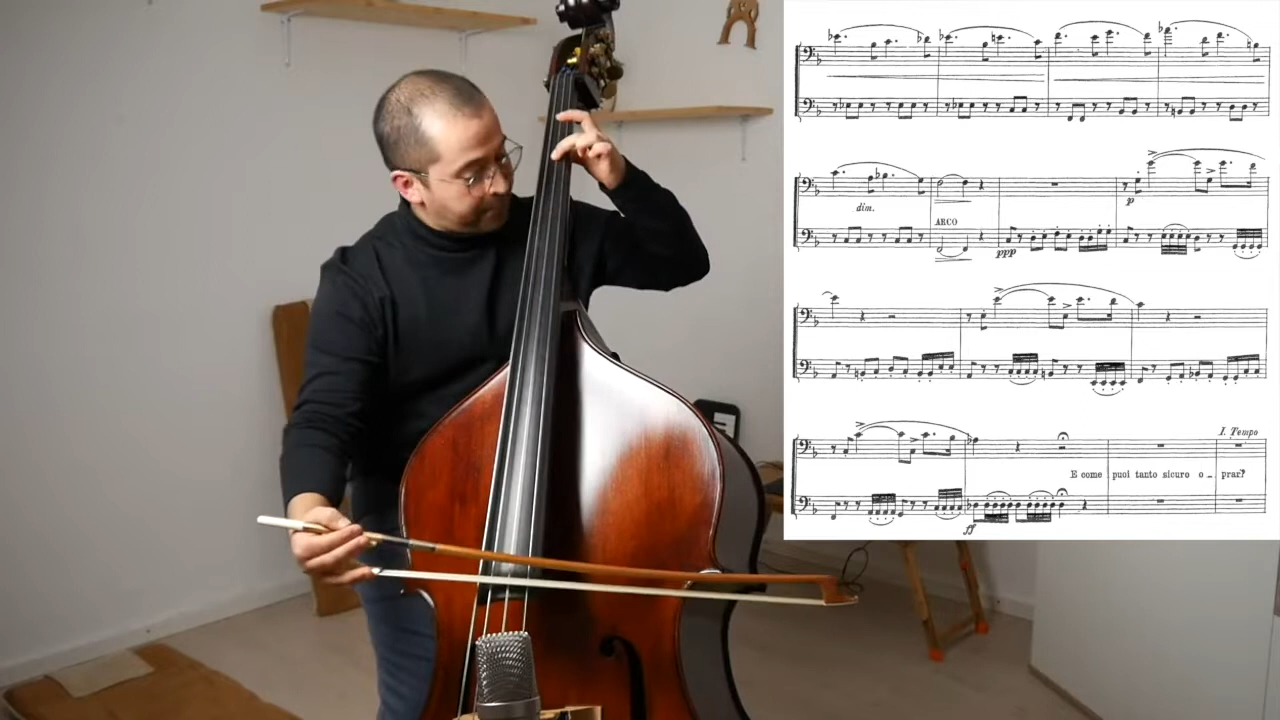 dim.
ARCO
ppp
p
I. Tempo
E come puoi tanto sicuro o - prar?
ff